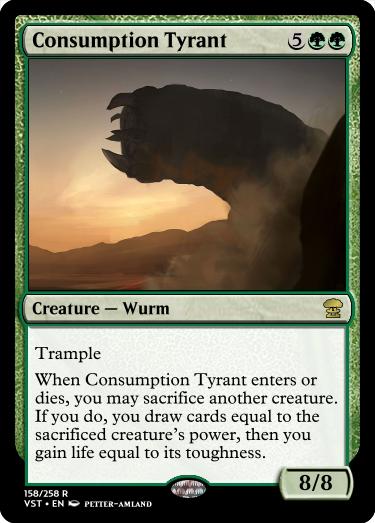 Consumption Tyrant 5
Creature — Wurm
Trample
When Consumption Tyrant enters or
dies, you may sacrifice another creature.
If you do, you draw cards equal to the
sacrificed creature's power, then you
gain life equal to its toughness.
8/8
158/258 R
VST • EN PETTER-AMLAND